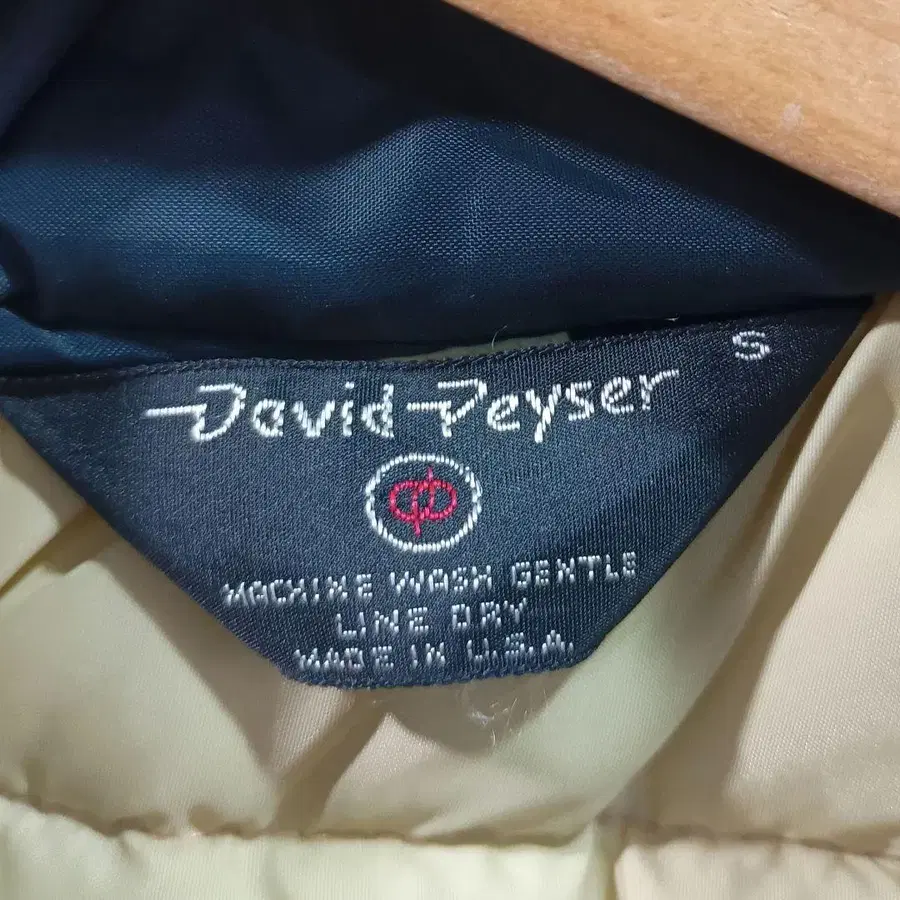 S
David Peyser
MACHINE WASH GENTLE
LINE DRY
MADE IN U.S.A.